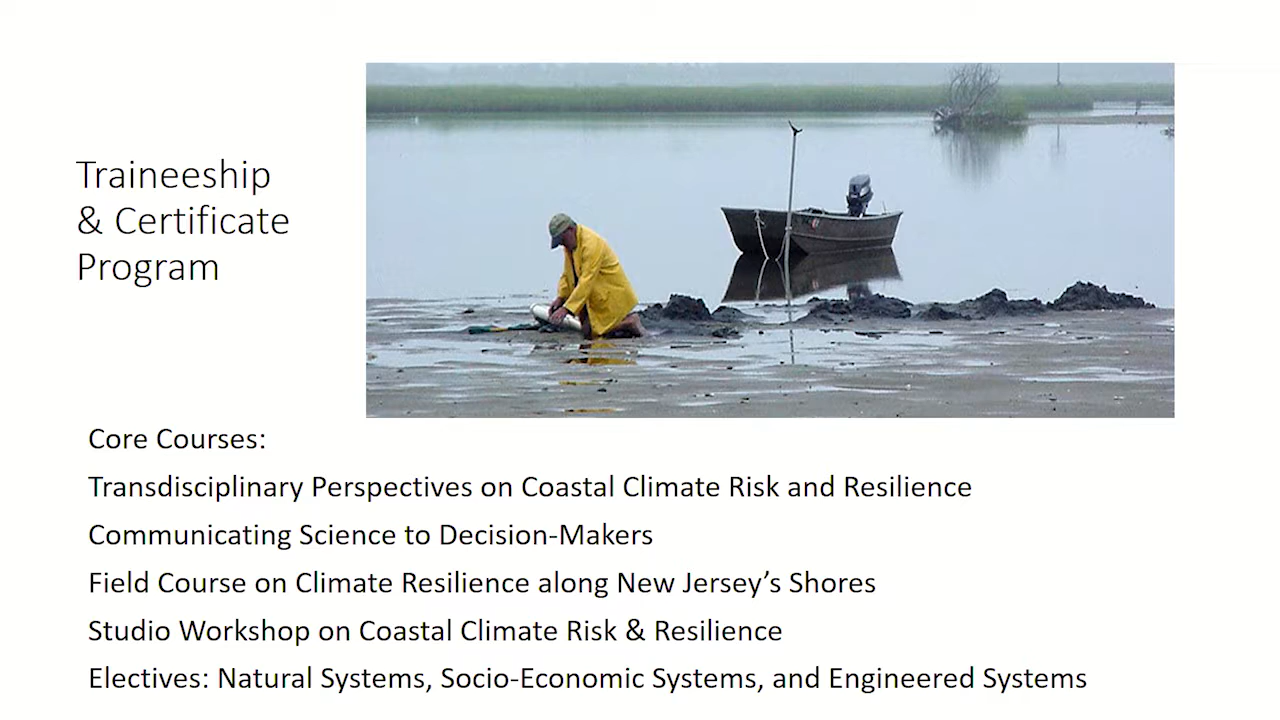 Traineeship
& Certificate
Program
Core Courses:
Transdisciplinary Perspectives on Coastal Climate Risk and Resilience
Communicating Science to Decision-Makers
Field Course on Climate Resilience along New Jersey’s Shores
Studio Workshop on Coastal Climate Risk & Resilience
Electives: Natural Systems, Socio-Economic Systems, and Engineered Systems